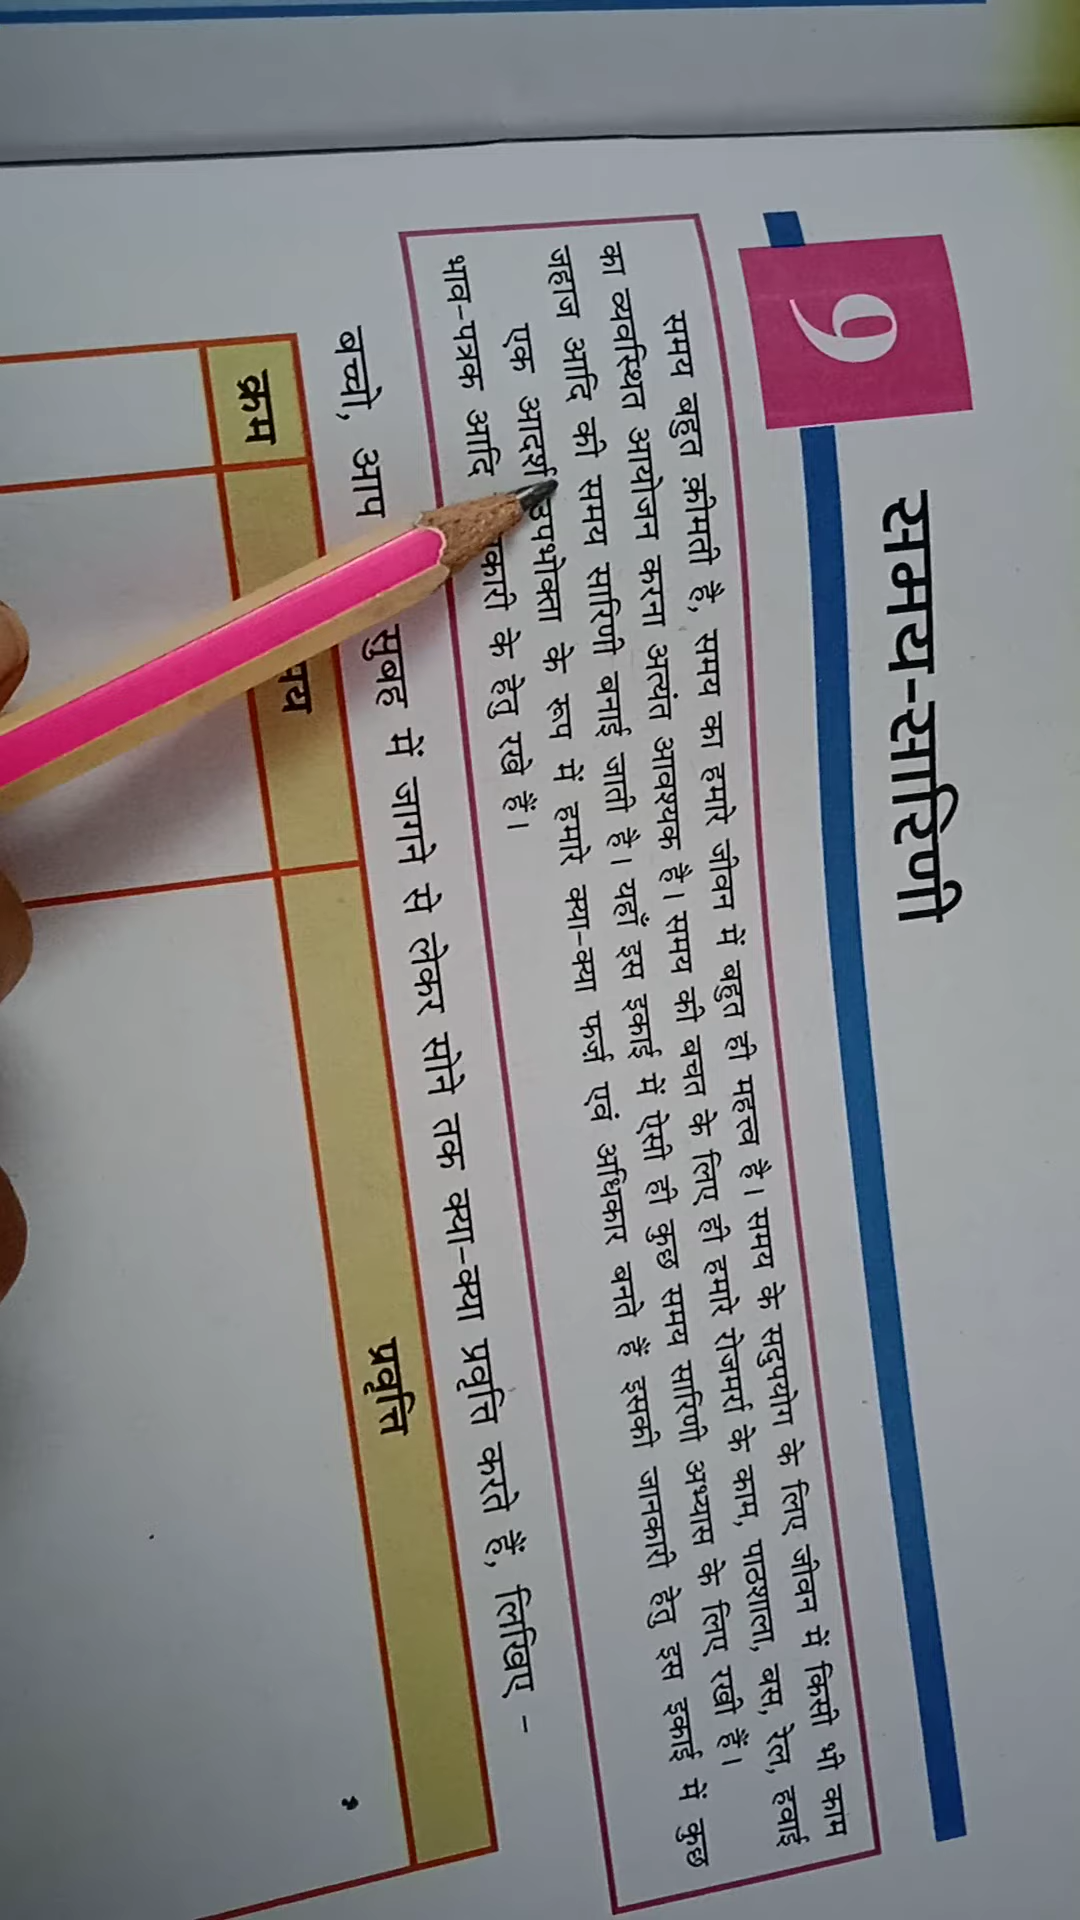 9
समय-सारिणी
समय बहुत क़ीमती है, समय का हमारे जीवन में बहुत ही महत्त्व है। समय के सदुपयोग के लिए जीवन में किसी भी काम
का व्यवस्थित आयोजन करना अत्यंत आवश्यक है। समय की बचत के लिए ही हमारे रोजमर्रा के काम, पाठशाला, बस, रेल, हवाई
जहाज आदि की समय सारिणी बनाई जाती है। यहाँ इस इकाई में ऐसी ही कुछ समय सारिणी अभ्यास के लिए रखी हैं।
एक आदर्श उपभोक्ता के रूप में हमारे क्या-क्या फर्ज़ एवं अधिकार बनते हैं इसकी जानकारी हेतु इस इकाई में कुछ
भाव-पत्रक आदि के हेतु रखे हैं।
बच्चो, आप सुबह में जागने से लेकर सोने तक क्या-क्या प्रवृत्ति करते हैं, लिखिए -
क्रम प्रवृत्ति